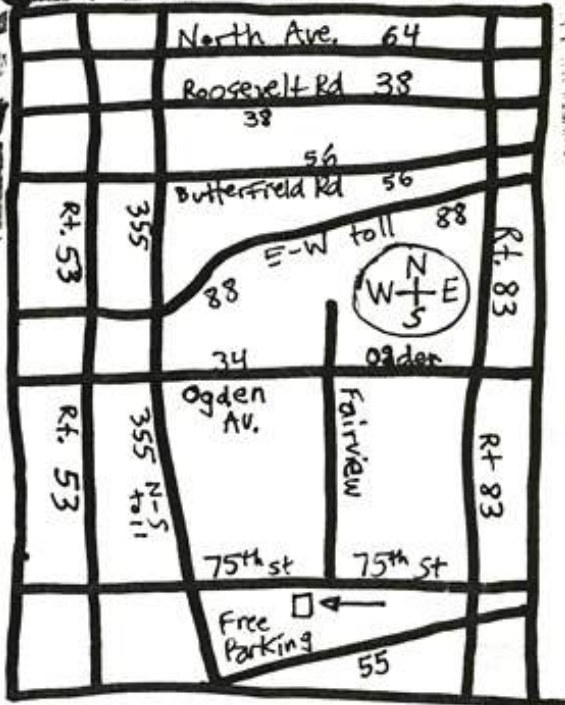 North Ave. 64
Roosevelt Rd 38
38
56
Butterfield Rd 56
Rt. 53
355
E-W toll 88
88
Rt. 83
N
W E
S
34
Ogden
Ogden
Av.
Fairview
Rt. 53
355 N-S
toll
Rt 83
75th st
75th St
Free
Parking
55